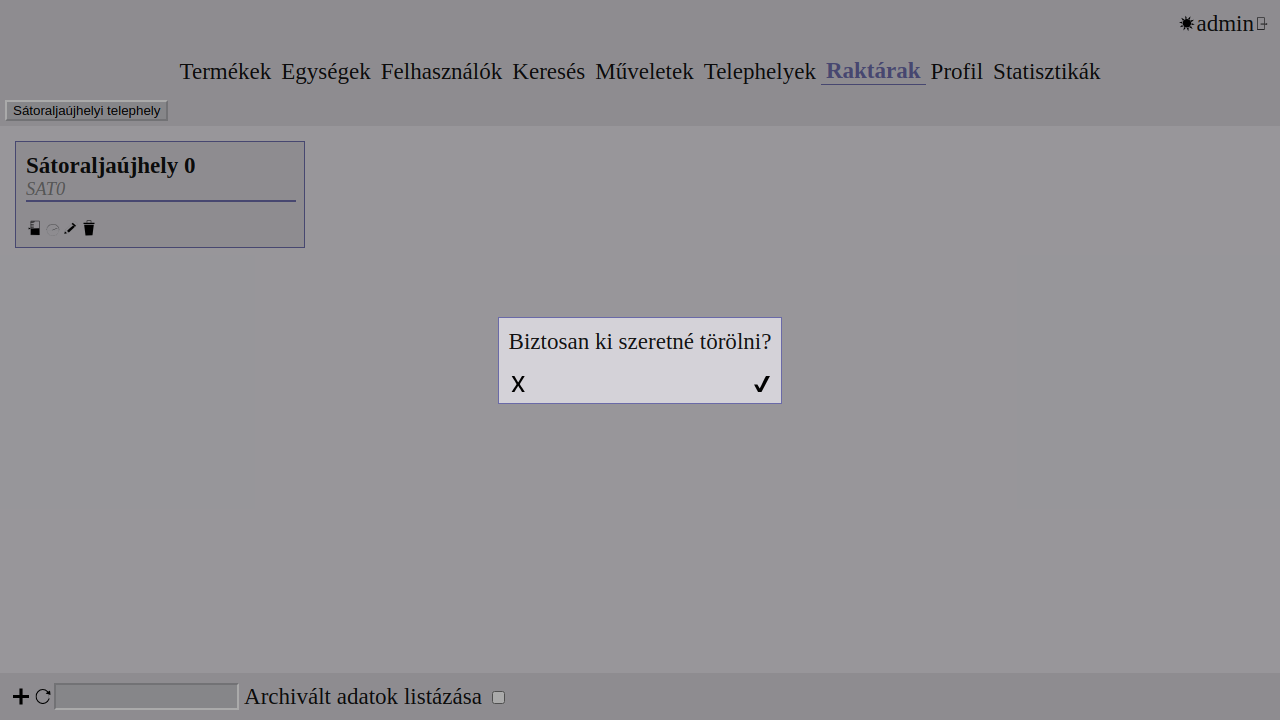 admin
Termékek Egységek Felhasználók Keresés Műveletek Telephelyek Raktárak Profil Statisztikák
Sátoraljaújhelyi telephely
Sátoraljaújhely 0
SAT0
Biztosan ki szeretné törölni?
X
Archivált adatok listázása